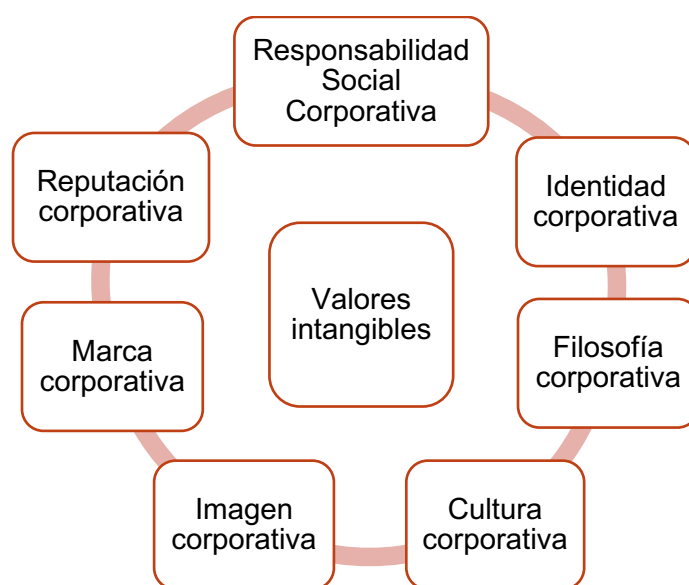 Responsabilidad
Social
Corporativa
Identidad
corporativa
Filosofía
corporativa
Cultura
corporativa
Imagen
corporativa
Marca
corporativa
Reputación
corporativa
Valores
intangibles